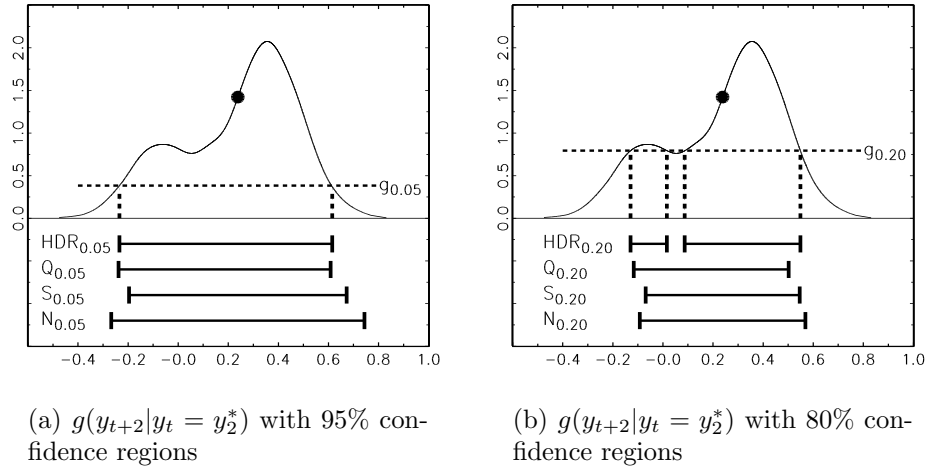 2.0
1.5
1.0
0.5
0.0
g0.05
HDR0.05
Q0.05
S0.05
N0.05
−0.4 −0.2 −0.0 0.2 0.4 0.6 0.8 1.0
(a) g(yt+2|yt = y2*) with 95% con-
fidence regions
2.0
1.5
1.0
0.5
0.0
g0.20
HDR0.20
Q0.20
S0.20
N0.20
−0.4 −0.2 −0.0 0.2 0.4 0.6 0.8 1.0
(b) g(yt+2|yt = y2*) with 80% con-
fidence regions